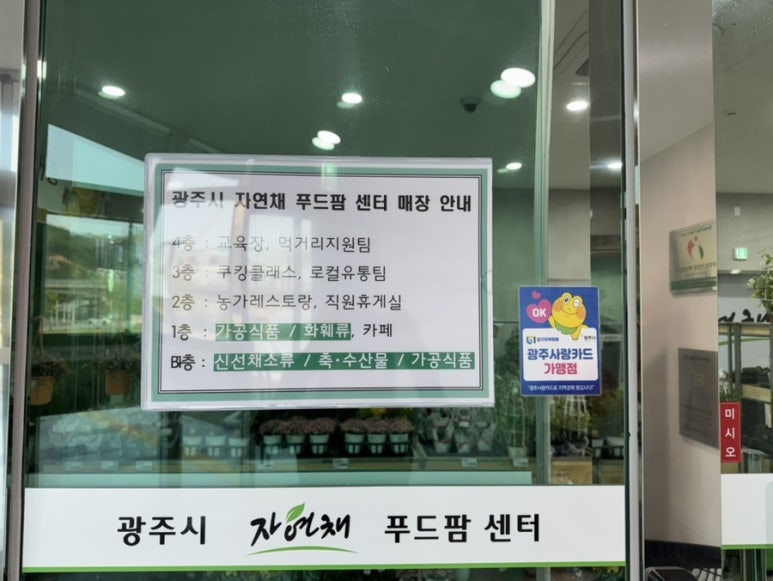 광주시 자연채 푸드팜 센터 매장 안내
4층 : 교육장, 먹거리지원팀
3층 : 쿠킹클래스, 로컬유통팀
2층 : 농가레스토랑, 직원휴게실
1층 : 가공식품 / 화훼류, 카페
B1층 : 신선채소류 / 축·수산물 / 가공식품
OK
광주사랑카드
가맹점
미시오
광주시 자연채 푸드팜 센터